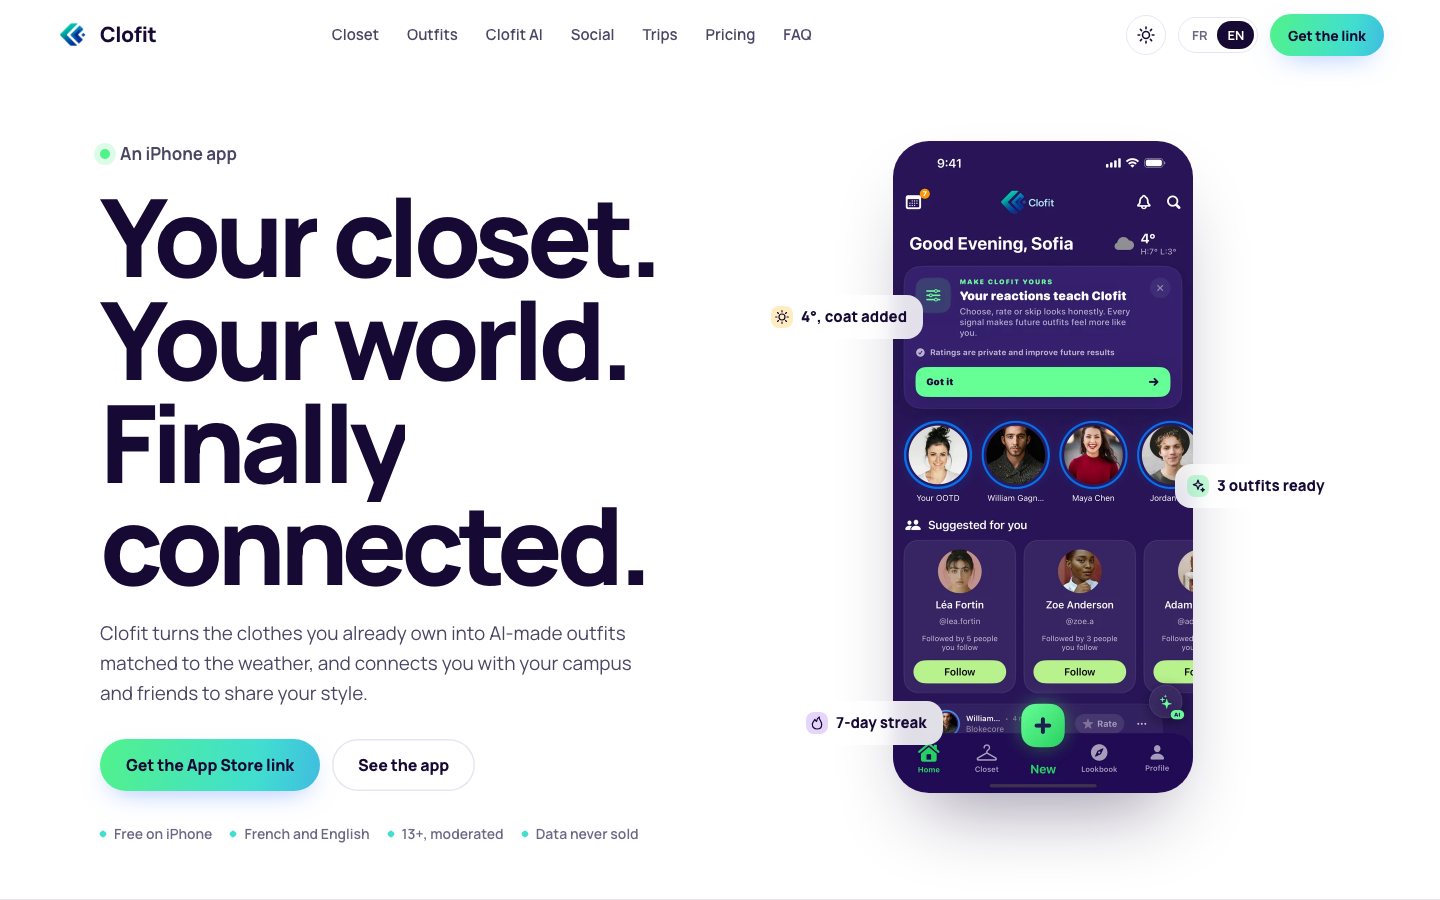 Clofit
Closet
Outfits
Clofit AI
Social
Trips
Pricing
FAQ
FR
EN
Get the link
An iPhone app
Your closet.
Your world.
Finally
connected.
Clofit turns the clothes you already own into AI-made outfits
matched to the weather, and connects you with your campus
and friends to share your style.
Get the App Store link
See the app
Free on iPhone
French and English
13+, moderated
Data never sold
9:41
7
Clofit
Good Evening, Sofia
4°
H:7° L:3°
MAKE CLOFIT YOURS
Your reactions teach Clofit
Choose, rate or skip looks honestly. Every
signal makes future outfits feel more like
you.
Ratings are private and improve future results
Got it
4°, coat added
Your OOTD
William Gagn...
Maya Chen
Jordan
3 outfits ready
Suggested for you
Léa Fortin
@lea.fortin
Followed by 5 people
you follow
Follow
Zoe Anderson
@zoe.a
Followed by 3 people
you follow
Follow
Adam
7-day streak
William...
Blokecore
Rate
AI
Home
Closet
New
Lookbook
Profile